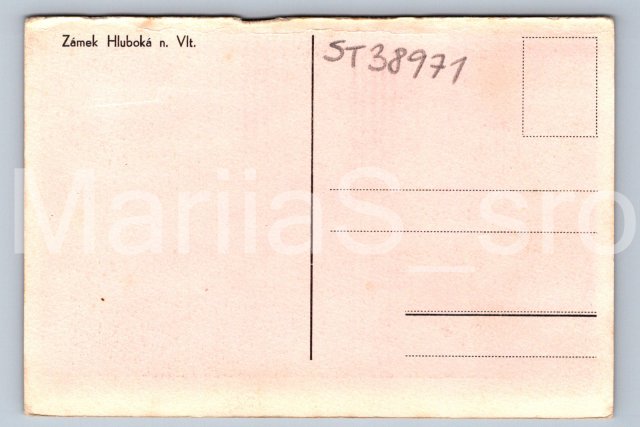 Zámek Hluboká n. Vlt.
ST38971
MariiaS_sro